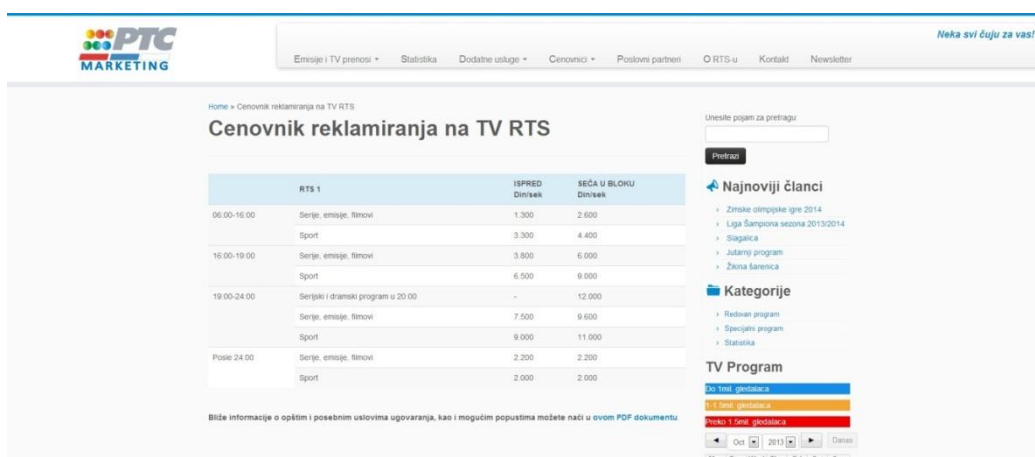 РТС
MARKETING
Neka svi čuju za vas!
Emisije i TV prenosi Statistika Dodatne usluge Cenovnici Poslovni partneri O RTS-u Kontakt Newsletter
Home » Cenovnik reklamiranja na TV RTS
Cenovnik reklamiranja na TV RTS
RTS 1 ISPRED Din/sek SEČA U BLOKU Din/sek
06:00-16:00 Serije, emisije, filmovi 1.300 2.600
Sport 3.300 4.400
16:00-19:00 Serije, emisije, filmovi 3.800 6.000
Sport 6.500 9.000
19:00-24:00 Serijski i dramski program u 20:00 - 12.000
Serije, emisije, filmovi 7.500 9.600
Sport 9.000 11.000
Posle 24:00 Serije, emisije, filmovi 2.200 2.200
Sport 2.000 2.000
Bliže informacije o opštim i posebnim uslovima ugovaranja, kao i mogućim popustima možete naći u ovom PDF dokumentu
Unesite pojam za pretragu
Pretrazi
Najnoviji članci
› Zimske olimpijske igre 2014
› Liga Šampiona sezona 2013/2014
› Slagalica
› Jutarnji program
› Žikina šarenica
Kategorije
› Redovan program
› Specijalni program
› Statistika
TV Program
Do 1mil. gledalaca
1-1.5mil. gledalaca
Preko 1.5mil. gledalaca
Oct 2013 Danas